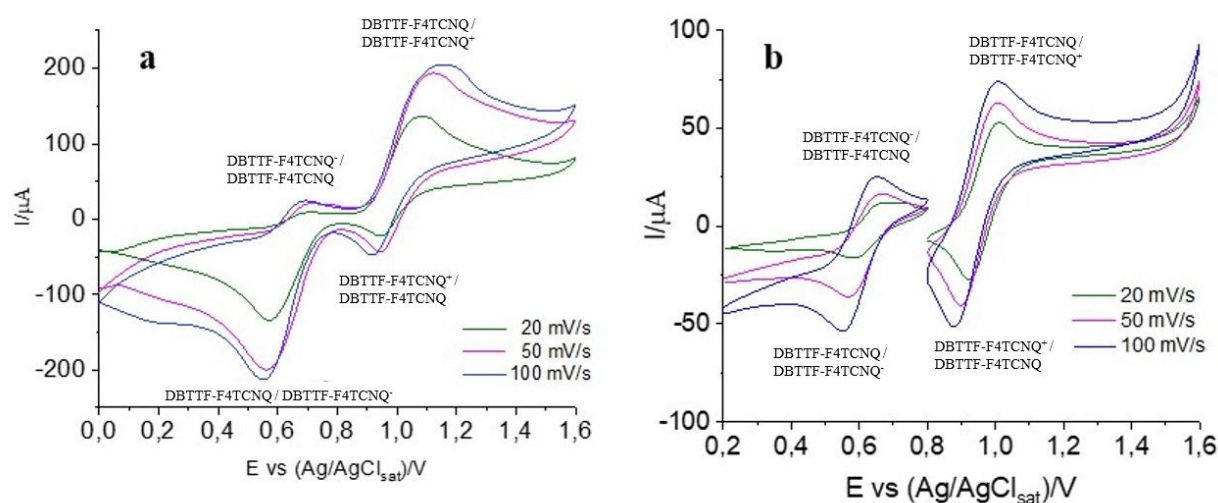 a
DBTTF-F4TCNQ /
DBTTF-F4TCNQ⁺
DBTTF-F4TCNQ⁻/
DBTTF-F4TCNQ
DBTTF-F4TCNQ⁺/
DBTTF-F4TCNQ
DBTTF-F4TCNQ / DBTTF-F4TCNQ⁻
20 mV/s
50 mV/s
100 mV/s
200
100
0
-100
-200
I/µA
0,0 0,2 0,4 0,6 0,8 1,0 1,2 1,4 1,6
E vs (Ag/AgClₛₐₜ)/V
b
DBTTF-F4TCNQ /
DBTTF-F4TCNQ⁺
DBTTF-F4TCNQ⁻/
DBTTF-F4TCNQ
DBTTF-F4TCNQ /
DBTTF-F4TCNQ⁻
DBTTF-F4TCNQ⁺/
DBTTF-F4TCNQ
20 mV/s
50 mV/s
100 mV/s
100
50
0
-50
-100
I/µA
0,2 0,4 0,6 0,8 1,0 1,2 1,4 1,6
E vs (Ag/AgClₛₐₜ)/V